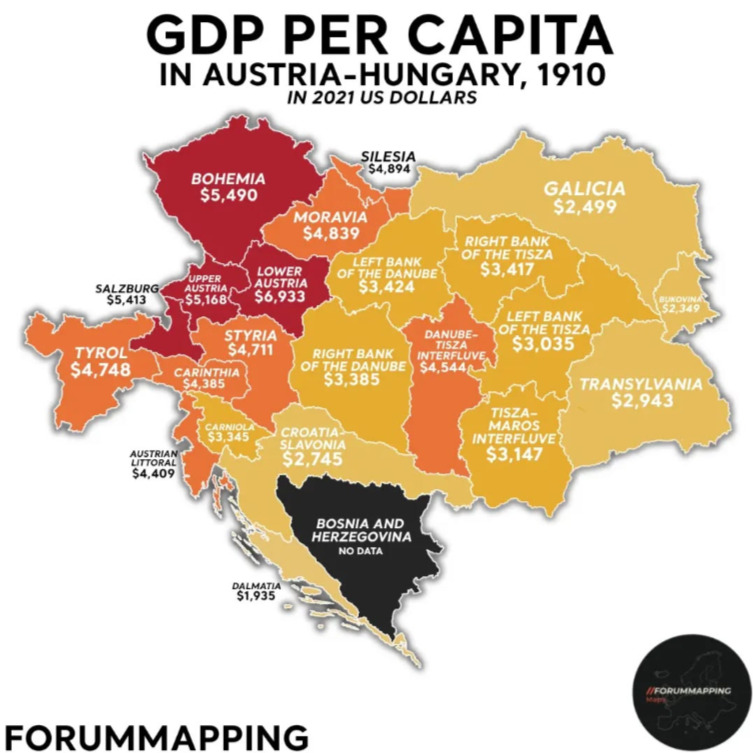 GDP PER CAPITA
IN AUSTRIA-HUNGARY, 1910
IN 2021 US DOLLARS
SILESIA
$4,894
BOHEMIA
$5,490
GALICIA
$2,499
MORAVIA
$4,839
RIGHT BANK
OF THE TISZA
$3,417
LEFT BANK
OF THE DANUBE
$3,424
LOWER
AUSTRIA
$6,933
UPPER
AUSTRIA
$5,168
SALZBURG
$5,413
BUKOVINA
$2,349
LEFT BANK
OF THE TISZA
$3,035
STYRIA
$4,711
DANUBE-
TISZA
INTERFLUVE
$4,544
TYROL
$4,748
RIGHT BANK
OF THE DANUBE
$3,385
CARINTHIA
$4,385
TRANSYLVANIA
$2,943
TISZA-
MAROS
INTERFLUVE
$3,147
CARNIOLA
$3,345
CROATIA-
SLAVONIA
$2,745
AUSTRIAN
LITTORAL
$4,409
BOSNIA AND
HERZEGOVINA
NO DATA
DALMATIA
$1,935
//FORUMMAPPING
Maps
FORUMMAPPING